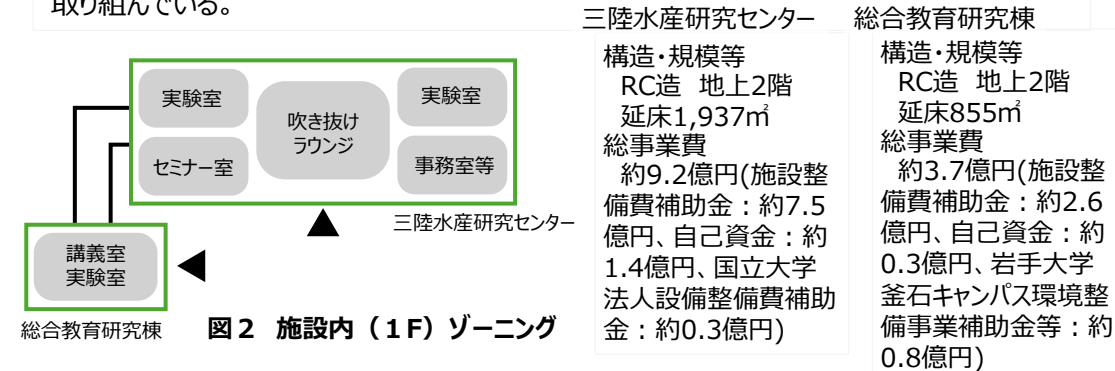 取り組んでいる。
実験室
吹き抜け
ラウンジ
実験室
セミナー室
事務室等
三陸水産研究センター
講義室
実験室
総合教育研究棟
図２ 施設内（１F）ゾーニング
三陸水産研究センター
構造・規模等
RC造 地上2階
延床1,937㎡
総事業費
約9.2億円(施設整
備費補助金：約7.5
億円、自己資金：約
1.4億円、国立大学
法人設備整備費補助
金：約0.3億円)
総合教育研究棟
構造・規模等
RC造 地上2階
延床855㎡
総事業費
約3.7億円(施設整
備費補助金：約2.6
億円、自己資金：約
0.3億円、岩手大学
釜石キャンパス環境整
備事業補助金等：約
0.8億円)